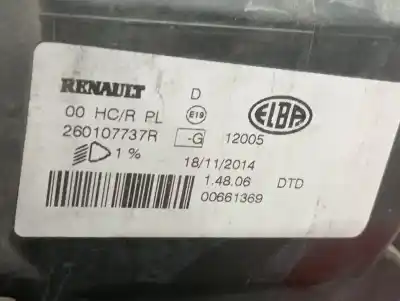 RENAULT D
00 HC/R PL E19 ELBA
260107737R -G 12005
1 % 18/11/2014
1.48.06 DTD
00661369